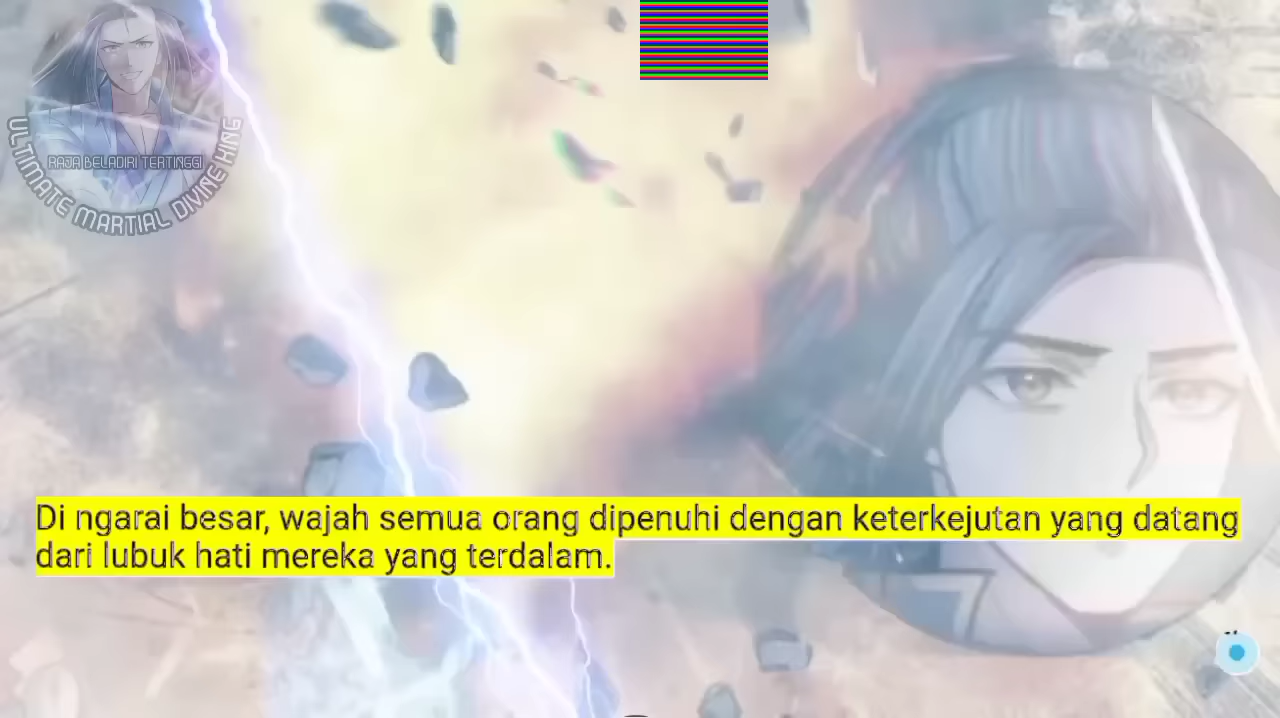 RAJA BELADIRI TERTINGGI
ULTIMATE MARTIAL DIVINE KING
Di ngarai besar, wajah semua orang dipenuhi dengan keterkejutan yang datang
dari lubuk hati mereka yang terdalam.